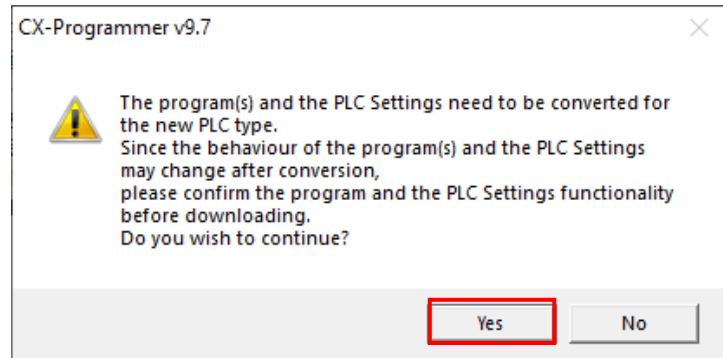 CX-Programmer v9.7
The program(s) and the PLC Settings need to be converted for
the new PLC type.
Since the behaviour of the program(s) and the PLC Settings
may change after conversion,
please confirm the program and the PLC Settings functionality
before downloading.
Do you wish to continue?
Yes
No